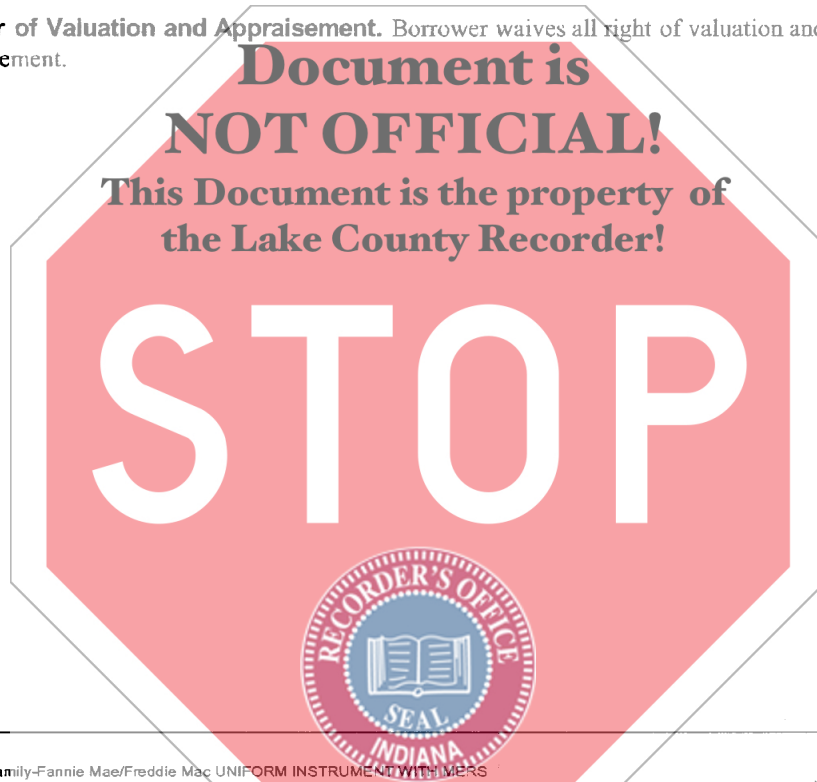 r of Valuation and Appraisement. Borrower waives all right of valuation and
ement.
Document is
NOT OFFICIAL!
This Document is the property of
the Lake County Recorder!
STOP
RECORDER'S OFFICE
SEAL
INDIANA
amily-Fannie Mae/Freddie Mac UNIFORM INSTRUMENT WITH MERS